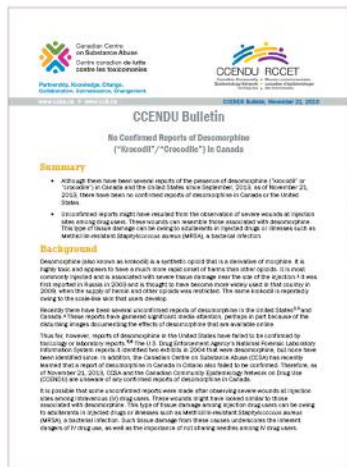 Canadian Centre
on Substance Abuse
Centre canadien de lutte
contre les toxicomanies
Partnership. Knowledge. Change.
Collaboration. Connaissance. Changement.
CCENDU RCCET
www.ccsa.ca • www.cclt.ca
CCENDU Bulletin, November 21, 2013
CCENDU Bulletin
No Confirmed Reports of Desomorphine
("Krokodil"/"Crocodile") in Canada
Summary
• Although there have been several reports of the presence of desomorphine ("krokodil" or
"crocodile") in Canada and the United States since September, 2013, as of November 21,
2013, there have been no confirmed reports of desomorphine in Canada or the United
States.
• Unconfirmed reports might have resulted from the observation of severe wounds at injection
sites among drug users. These wounds can resemble those associated with desomorphine.
This type of tissue damage can be owing to adulterants in injected drugs or illnesses such as
Methicillin-resistant Staphylococcus aureus (MRSA), a bacterial infection.
Background
Desomorphine (also known as krokodil) is a synthetic opioid that is a derivative of morphine. It is
highly toxic and appears to have a much more rapid onset of harms than other opioids. It is most
commonly injected and is associated with severe tissue damage near the site of the injection.
first reported in Russia in 2003 and is thought to have become more widely used in that country in
2009, when the supply of heroin and other opioids was restricted. The name krokodil is reportedly
owing to the scale-like skin that users develop.
Recently there have been several unconfirmed reports of desomorphine in the United States and
Canada. These reports have garnered significant media attention, perhaps in part because of the
disturbing images documenting the effects of desomorphine that are available online.
Thus far, however, reports of desomorphine in the United States have failed to be confirmed by
toxicology or laboratory reports. The U.S. Drug Enforcement Agency's National Forensic Laboratory
Information System reports it identified two exhibits in 2004 that were desomorphine, but none have
been identified since. In addition, the Canadian Centre on Substance Abuse (CCSA) has recently
learned that a report of desomorphine in Canada in Ontario also failed to be confirmed. Therefore, as
of November 21, 2013, CCSA and the Canadian Community Epidemiology Network on Drug Use
(CCENDU) are unaware of any confirmed reports of desomorphine in Canada.
It is possible that some unconfirmed reports were made after observing severe wounds at injection
sites among intravenous (IV) drug users. These wounds might have looked similar to those
associated with desomorphine. This type of tissue damage among injection drug users can be owing
to adulterants in injected drugs or illnesses such as Methicillin-resistant Staphylococcus aureus
(MRSA), a bacterial infection. Such tissue damage from these causes underscores the inherent
dangers of IV drug use, as well as the importance of not sharing needles among IV drug users.